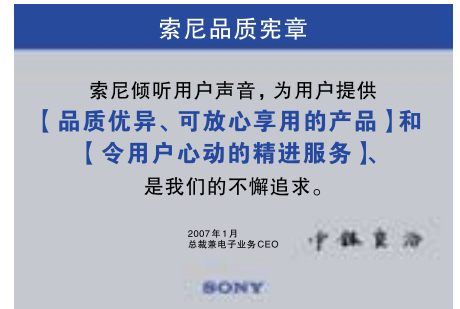 索尼品质宪章
索尼倾听用户声音，为用户提供
【品质优异、可放心享用的产品】和
【令用户心动的精进服务】、
是我们的不懈追求。
2007年1月
总裁兼电子业务CEO
SONY